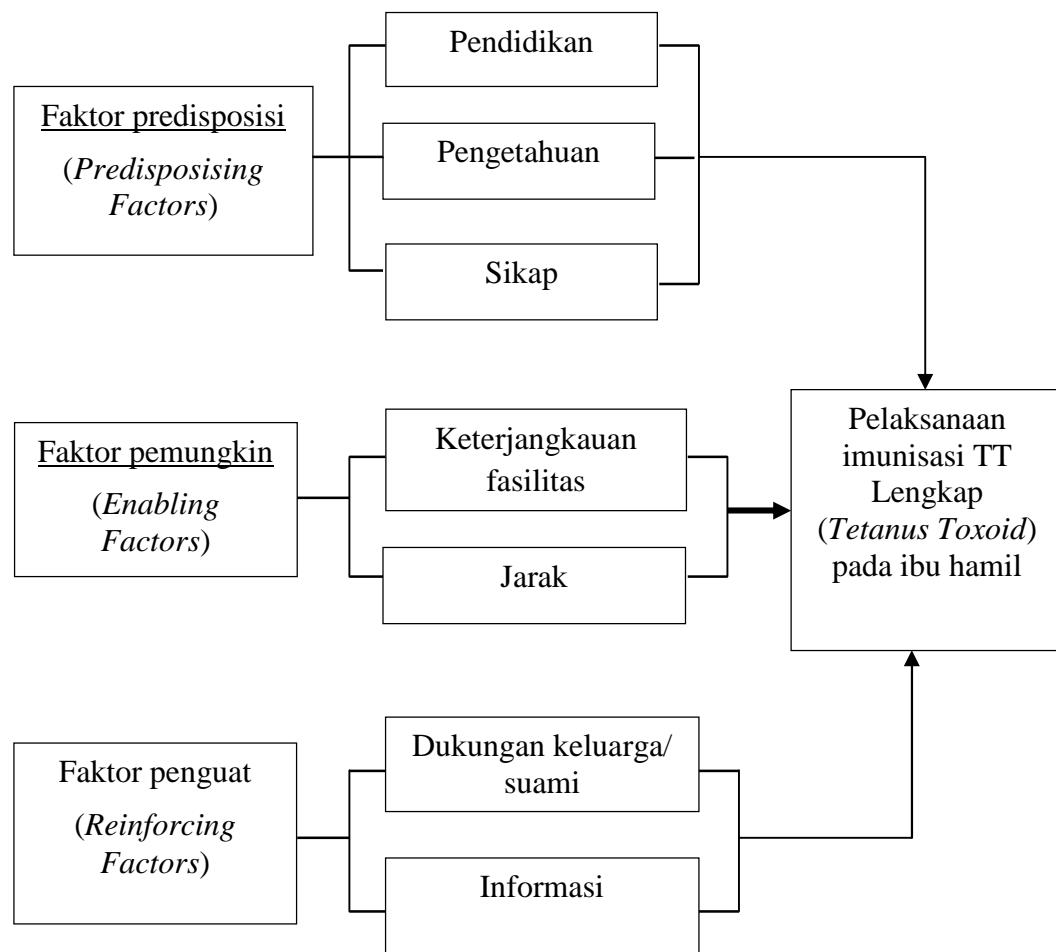 Faktor predisposisi
(Predisposising
Factors)
Pendidikan
Pengetahuan
Sikap
Faktor pemungkin
(Enabling
Factors)
Keterjangkauan
fasilitas
Jarak
Faktor penguat
(Reinforcing
Factors)
Dukungan keluarga/
suami
Informasi
Pelaksanaan
imunisasi TT
Lengkap
(Tetanus Toxoid)
pada ibu hamil